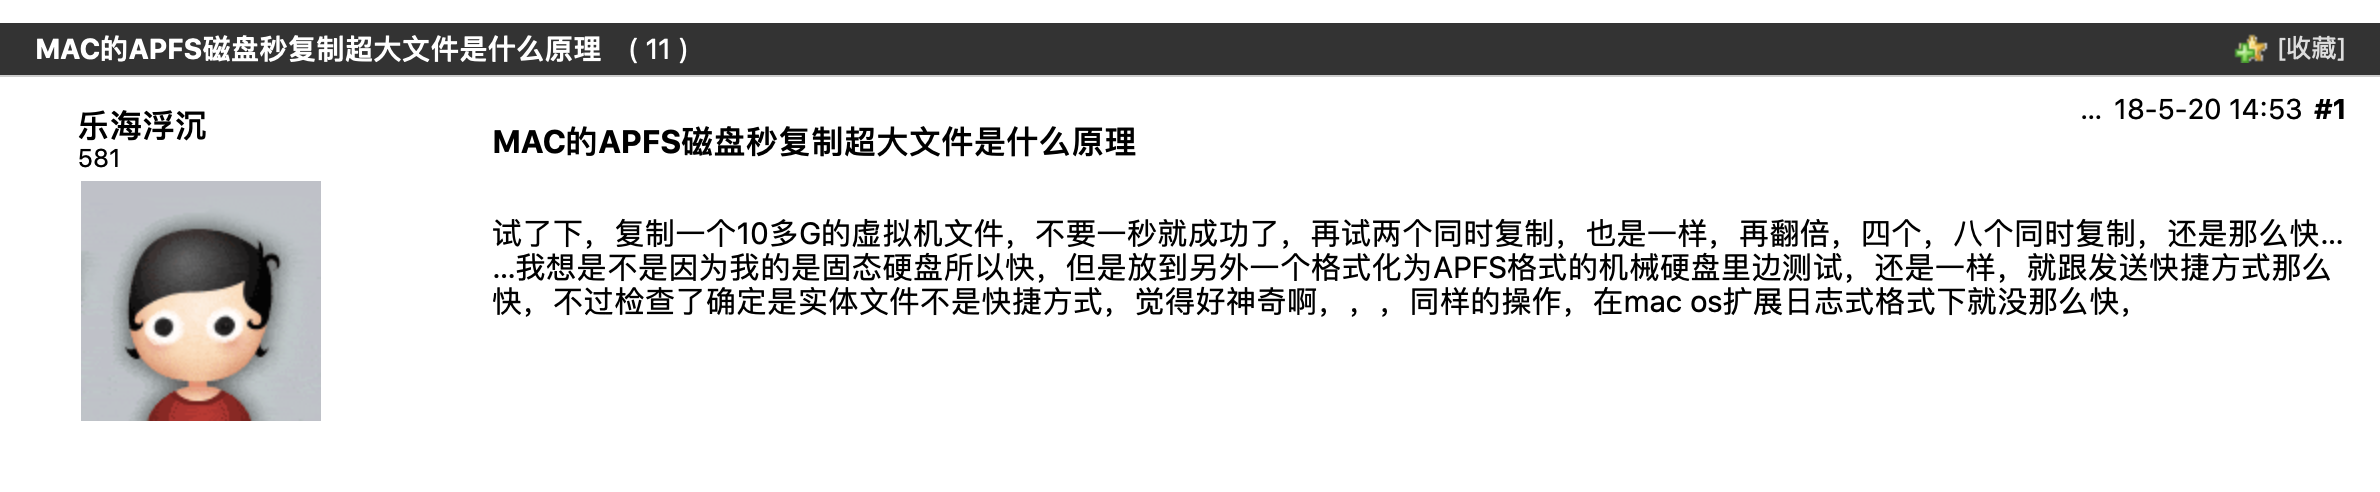 MAC的APFS磁盘秒复制超大文件是什么原理 （ 11 ）
[收藏]
乐海浮沉
581
... 18-5-20 14:53 #1
MAC的APFS磁盘秒复制超大文件是什么原理
试了下，复制一个10多G的虚拟机文件，不要一秒就成功了，再试两个同时复制，也是一样，再翻倍，四个，八个同时复制，还是那么快...
...我想是不是因为我的是固态硬盘所以快，但是放到另外一个格式化为APFS格式的机械硬盘里边测试，还是一样，就跟发送快捷方式那么
快，不过检查了确定是实体文件不是快捷方式，觉得好神奇啊，，，同样的操作，在mac os扩展日志式格式下就没那么快，